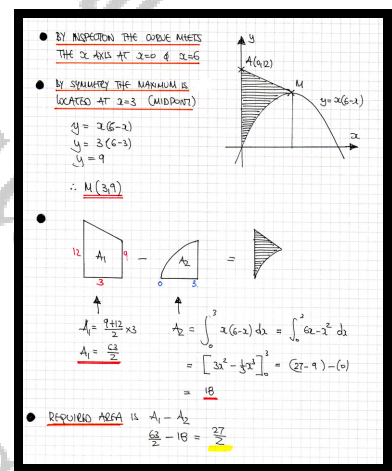 BY INSPECTION THE CURVE MEETS
THE x AXIS AT x=0 & x=6
BY SYMMETRY THE MAXIMUM IS
LOCATED AT x=3 (MIDPOINT)
y = x(6-x)
y = 3(6-3)
y = 9
∴ M(3,9)
y
A(0,12)
M
y=x(6-x)
x
12 A₁ 9 - A₂ =
3 0 3
A₁ = (9+12)/2 ×3
A₁ = 63/2
A₂ = ∫₀³ x(6-x) dx = ∫₀³ 6x-x² dx
= [3x² - ⅓x³]₀³ = (27-9) - (0)
= 18
REQUIRED AREA IS A₁ - A₂
63/2 - 18 = 27/2